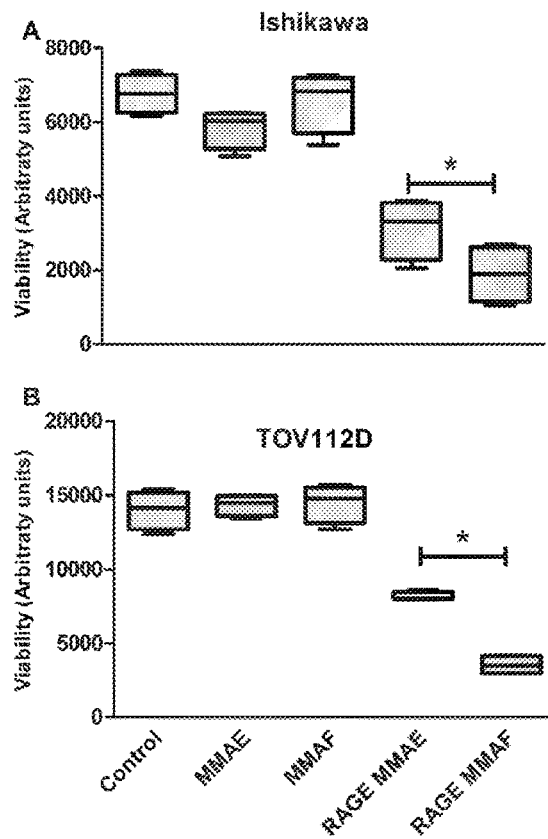 A
Ishikawa
Viability (Arbitraty units)
8000
6000
4000
2000
0
*
B
TOV112D
Viability (Arbitraty units)
20000
15000
10000
5000
0
*
Control
MMAE
MMAF
RAGE MMAE
RAGE MMAF